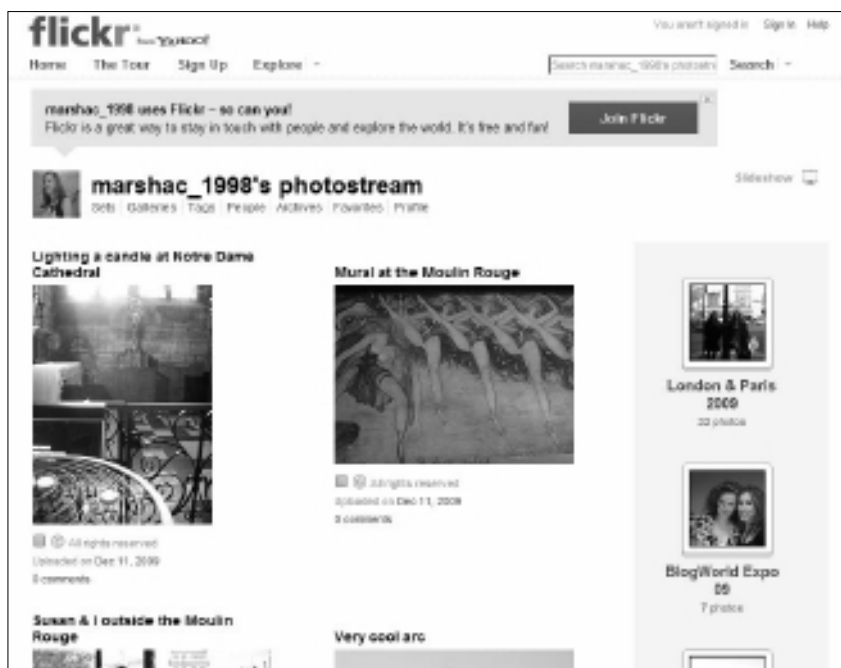 flickr from YAHOO!
You aren't signed in Sign In Help
Home The Tour Sign Up Explore
Search marshac_1998's photostre
Search
marshac_1998 uses Flickr – so can you!
Flickr is a great way to stay in touch with people and explore the world. It's free and fun!
Join Flickr
marshac_1998's photostream
Slideshow
Sets Galleries Tags People Archives Favorites Profile
Lighting a candle at Notre Dame
Cathedral
All rights reserved
Uploaded on Dec 11, 2009
0 comments
Mural at the Moulin Rouge
All rights reserved
Uploaded on Dec 11, 2009
0 comments
Susan & I outside the Moulin
Rouge
Very cool arc
London & Paris
2009
22 photos
BlogWorld Expo
09
7 photos